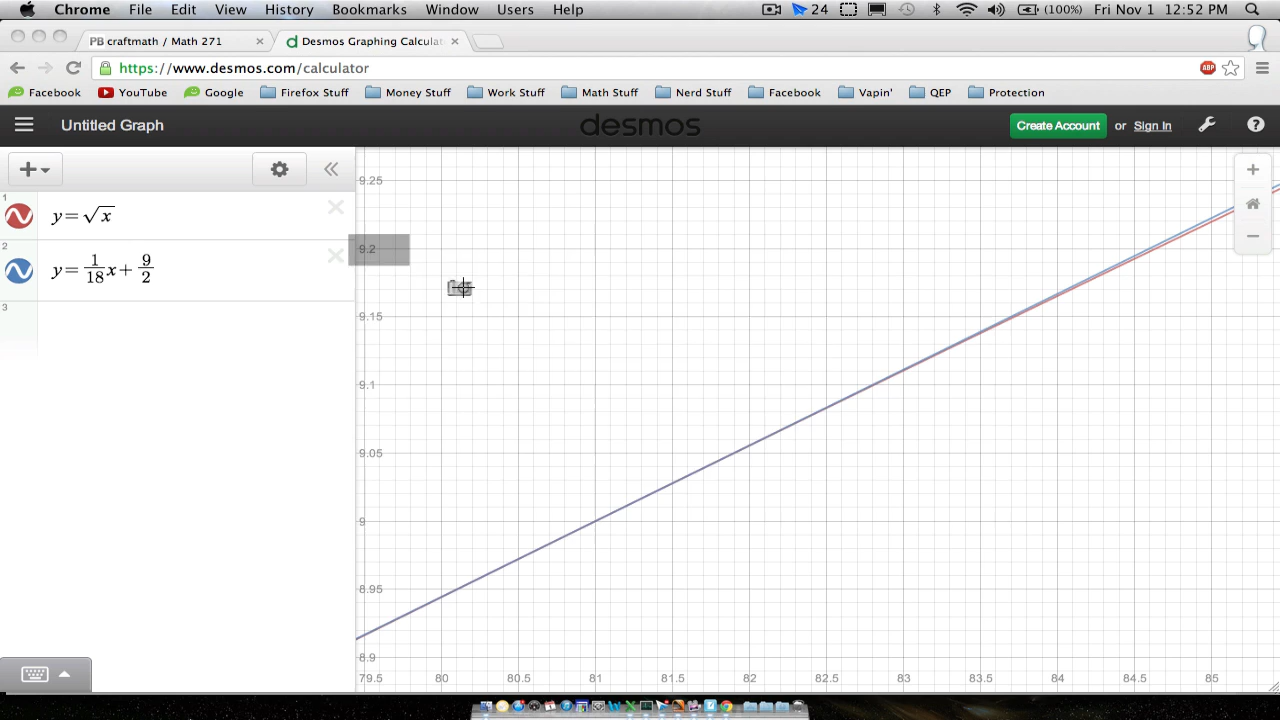 Chrome File Edit View History Bookmarks Window Users Help 24 (100%) Fri Nov 1 12:52 PM
PB craftmath / Math 271 × d Desmos Graphing Calculat ×
https://www.desmos.com/calculator ABP
Facebook YouTube Google Firefox Stuff Money Stuff Work Stuff Math Stuff Nerd Stuff Facebook Vapin' QEP Protection
Untitled Graph desmos Create Account or Sign In ?
1
y=√x
2
y=1/18x+9/2
3
9.25
9.2
9.15
9.1
9.05
9
8.95
8.9
79.5 80 80.5 81 81.5 82 82.5 83 83.5 84 84.5 85